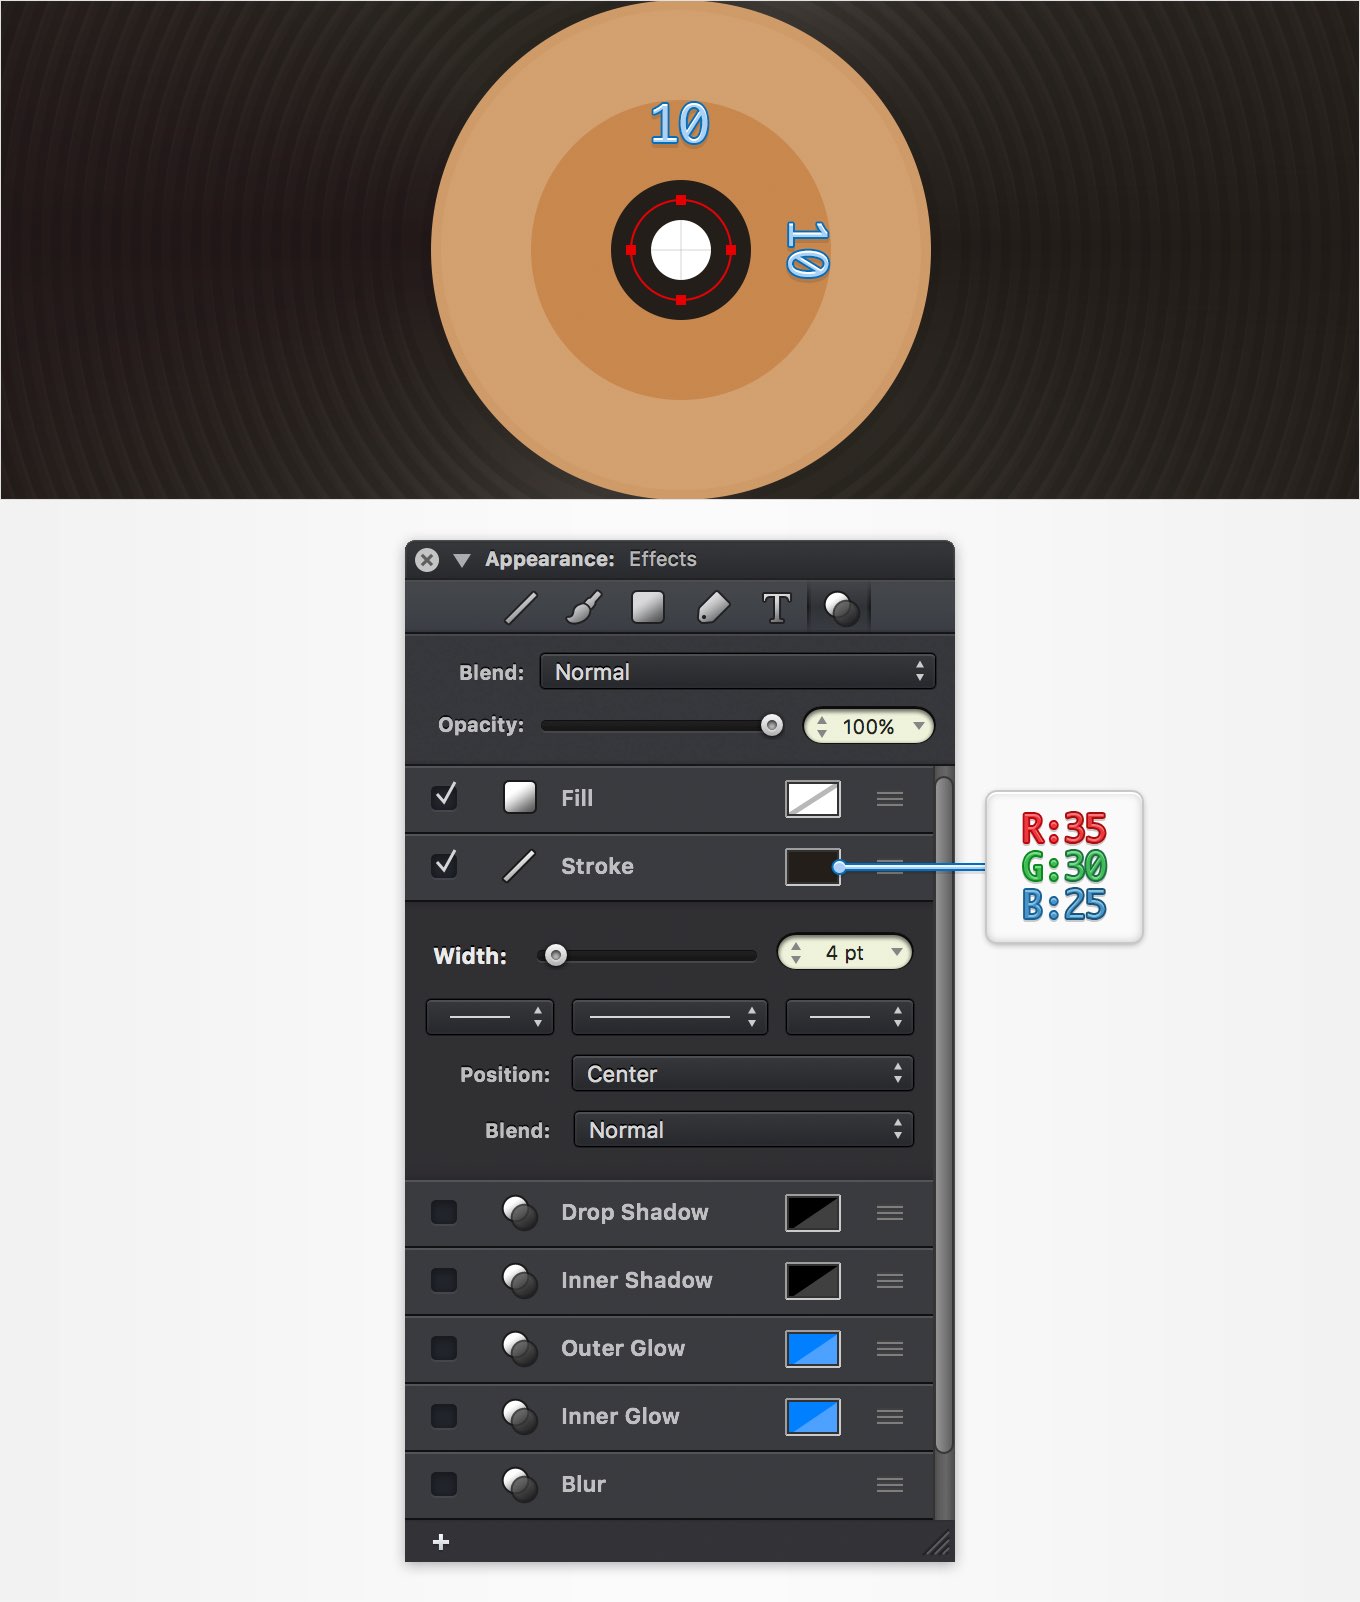 10
10
Appearance: Effects
T
Blend: Normal
Opacity: 100%
Fill
Stroke
R:35
G:30
B:25
Width: 4 pt
Position: Center
Blend: Normal
Drop Shadow
Inner Shadow
Outer Glow
Inner Glow
Blur